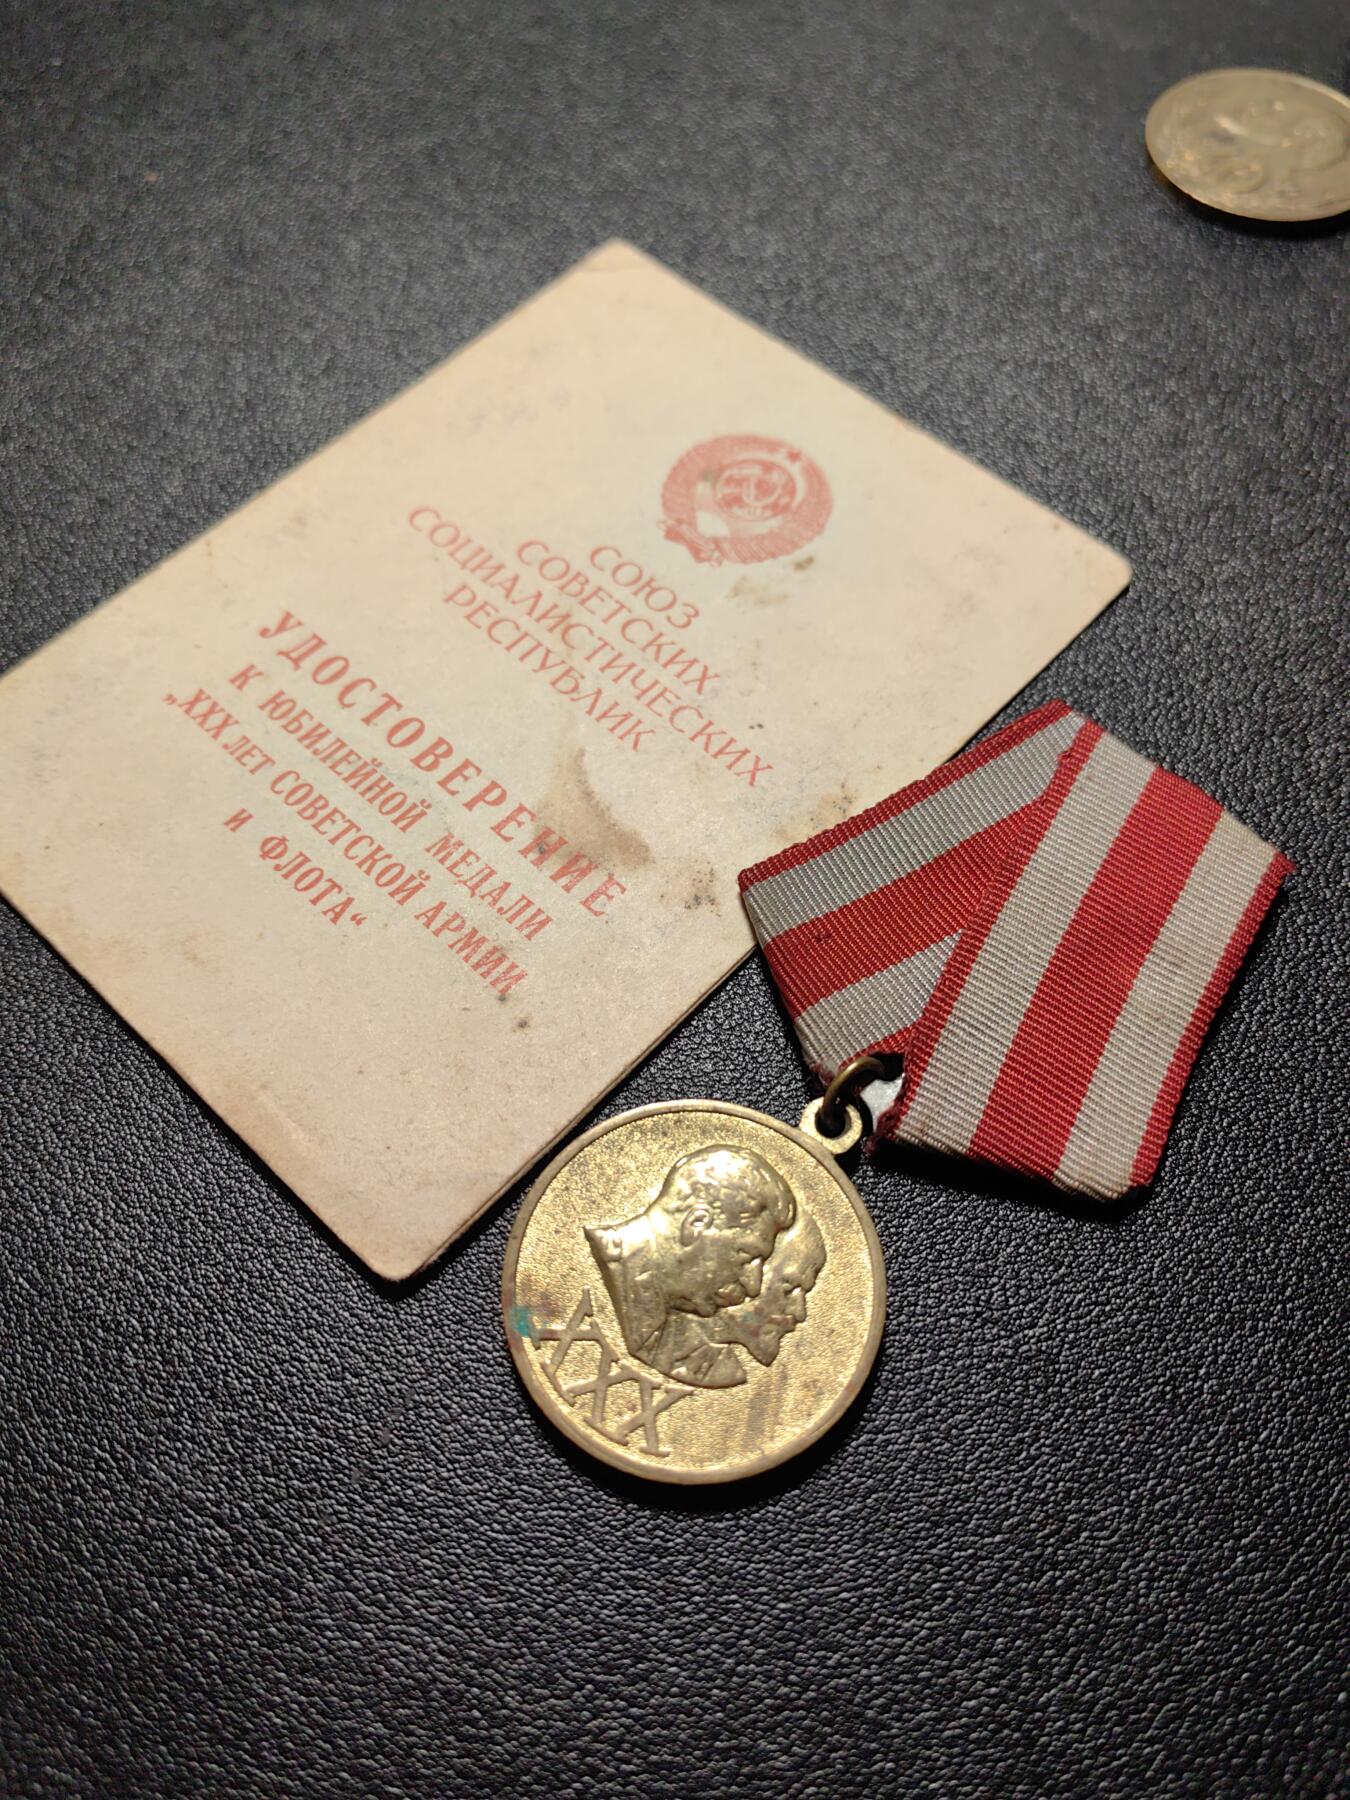 СОЮЗ
СОВЕТСКИХ
СОЦИАЛИСТИЧЕСКИХ
РЕСПУБЛИК
УДОСТОВЕРЕНИЕ
К ЮБИЛЕЙНОЙ МЕДАЛИ
„XXX ЛЕТ СОВЕТСКОЙ АРМИИ
И ФЛОТА“
XXX